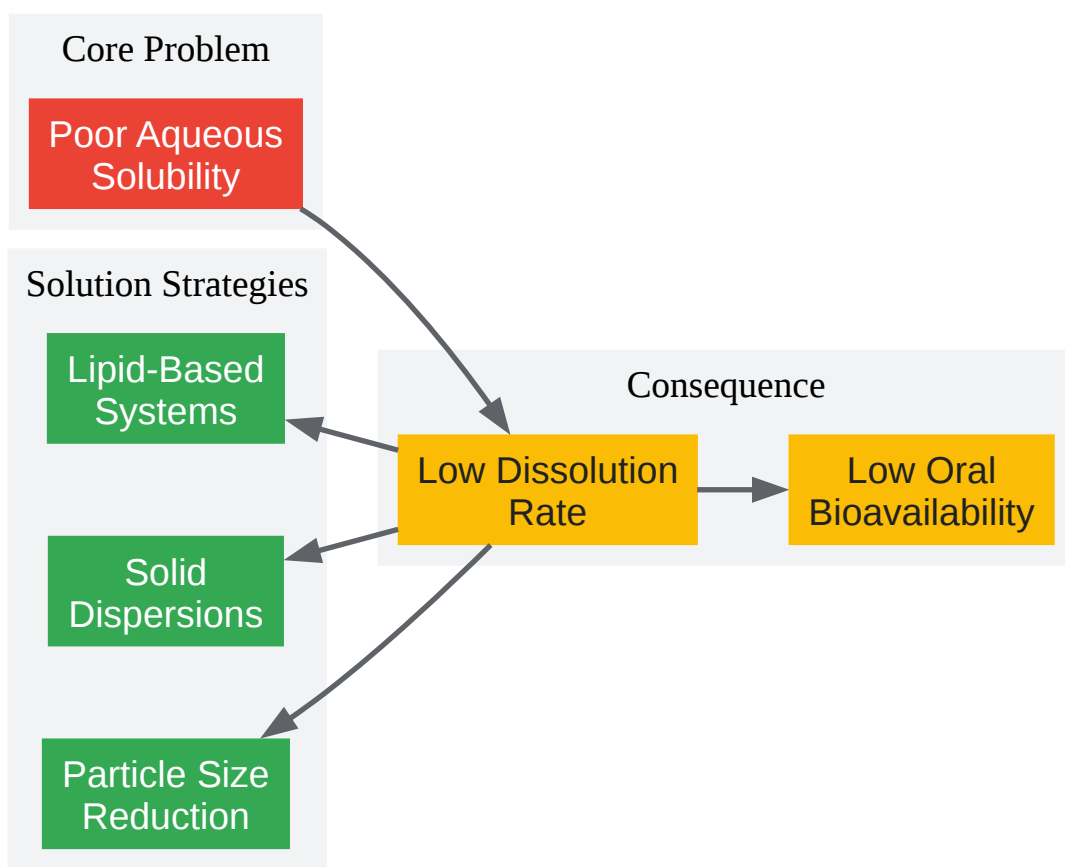 Core Problem
Poor Aqueous
Solubility
Solution Strategies
Lipid-Based
Systems
Solid
Dispersions
Particle Size
Reduction
Consequence
Low Dissolution
Rate
Low Oral
Bioavailability